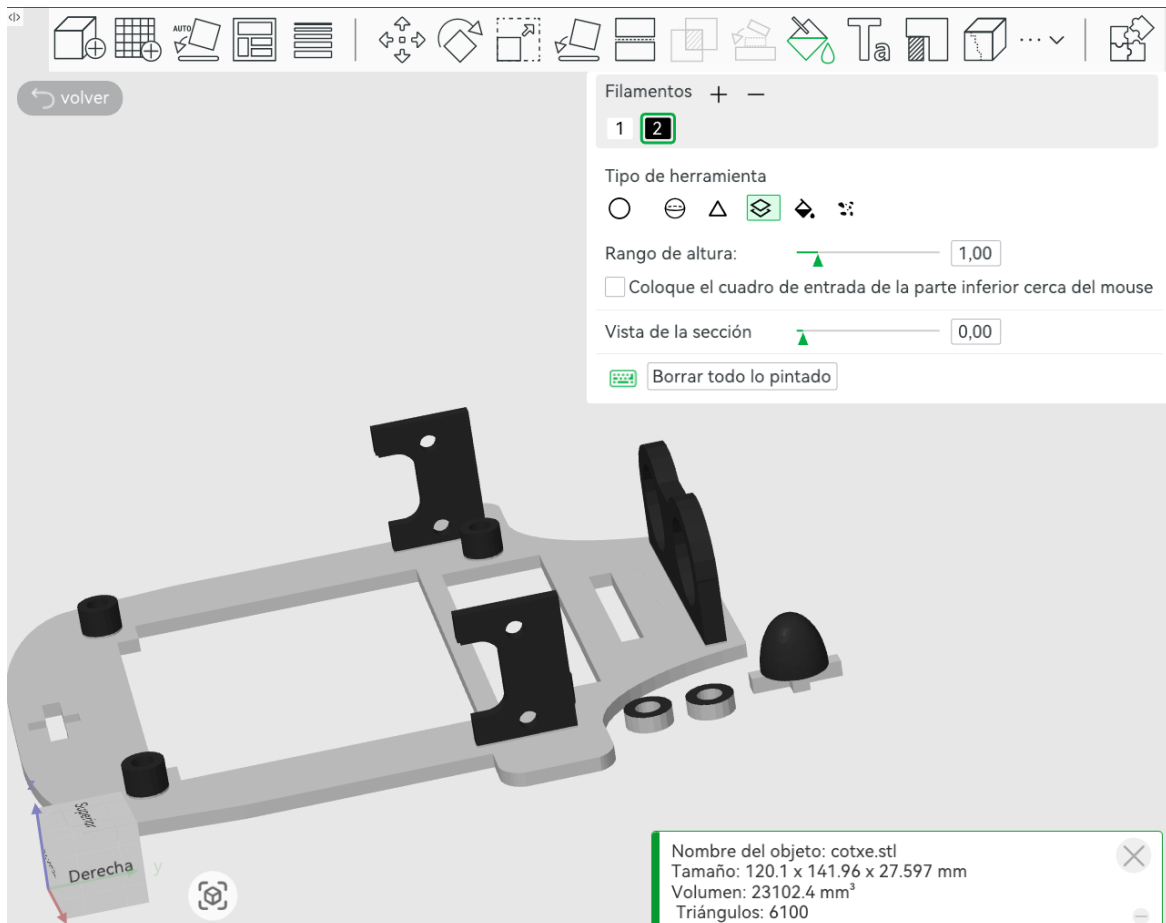 AUTO
Ta
volver
Filamentos
1 2
Tipo de herramienta
Rango de altura: 1,00
Coloque el cuadro de entrada de la parte inferior cerca del mouse
Vista de la sección 0,00
Borrar todo lo pintado
Superior
Derecha
y
Nombre del objeto: cotxe.stl
Tamaño: 120.1 x 141.96 x 27.597 mm
Volumen: 23102.4 mm³
Triángulos: 6100